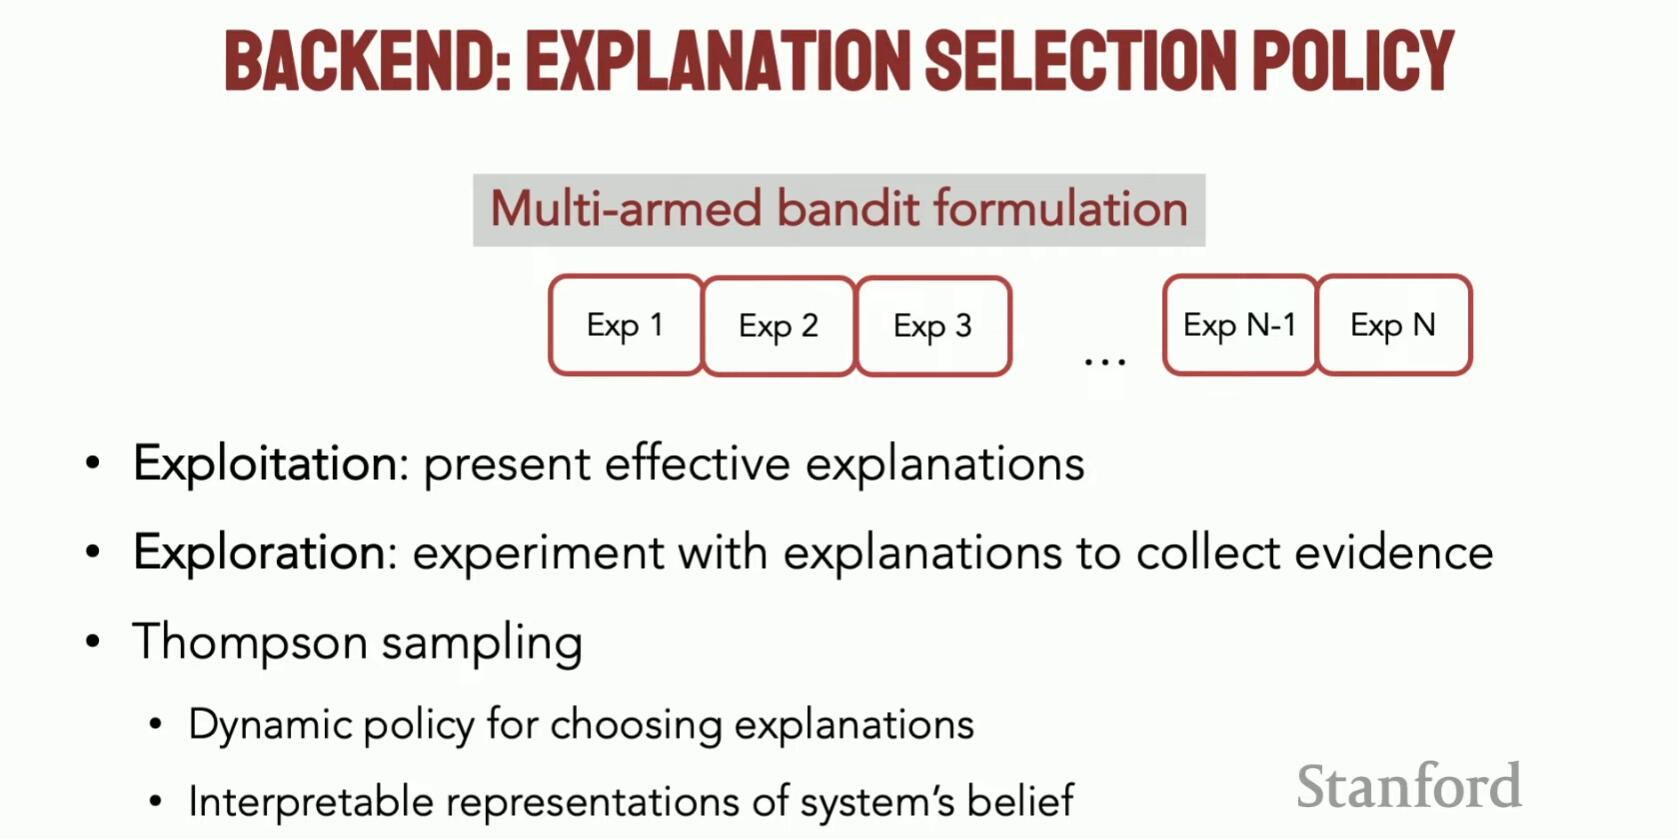 BACKEND: EXPLANATION SELECTION POLICY
Multi-armed bandit formulation
Exp 1 Exp 2 Exp 3 ... Exp N-1 Exp N
• Exploitation: present effective explanations
• Exploration: experiment with explanations to collect evidence
• Thompson sampling
• Dynamic policy for choosing explanations
• Interpretable representations of system's belief
Stanford